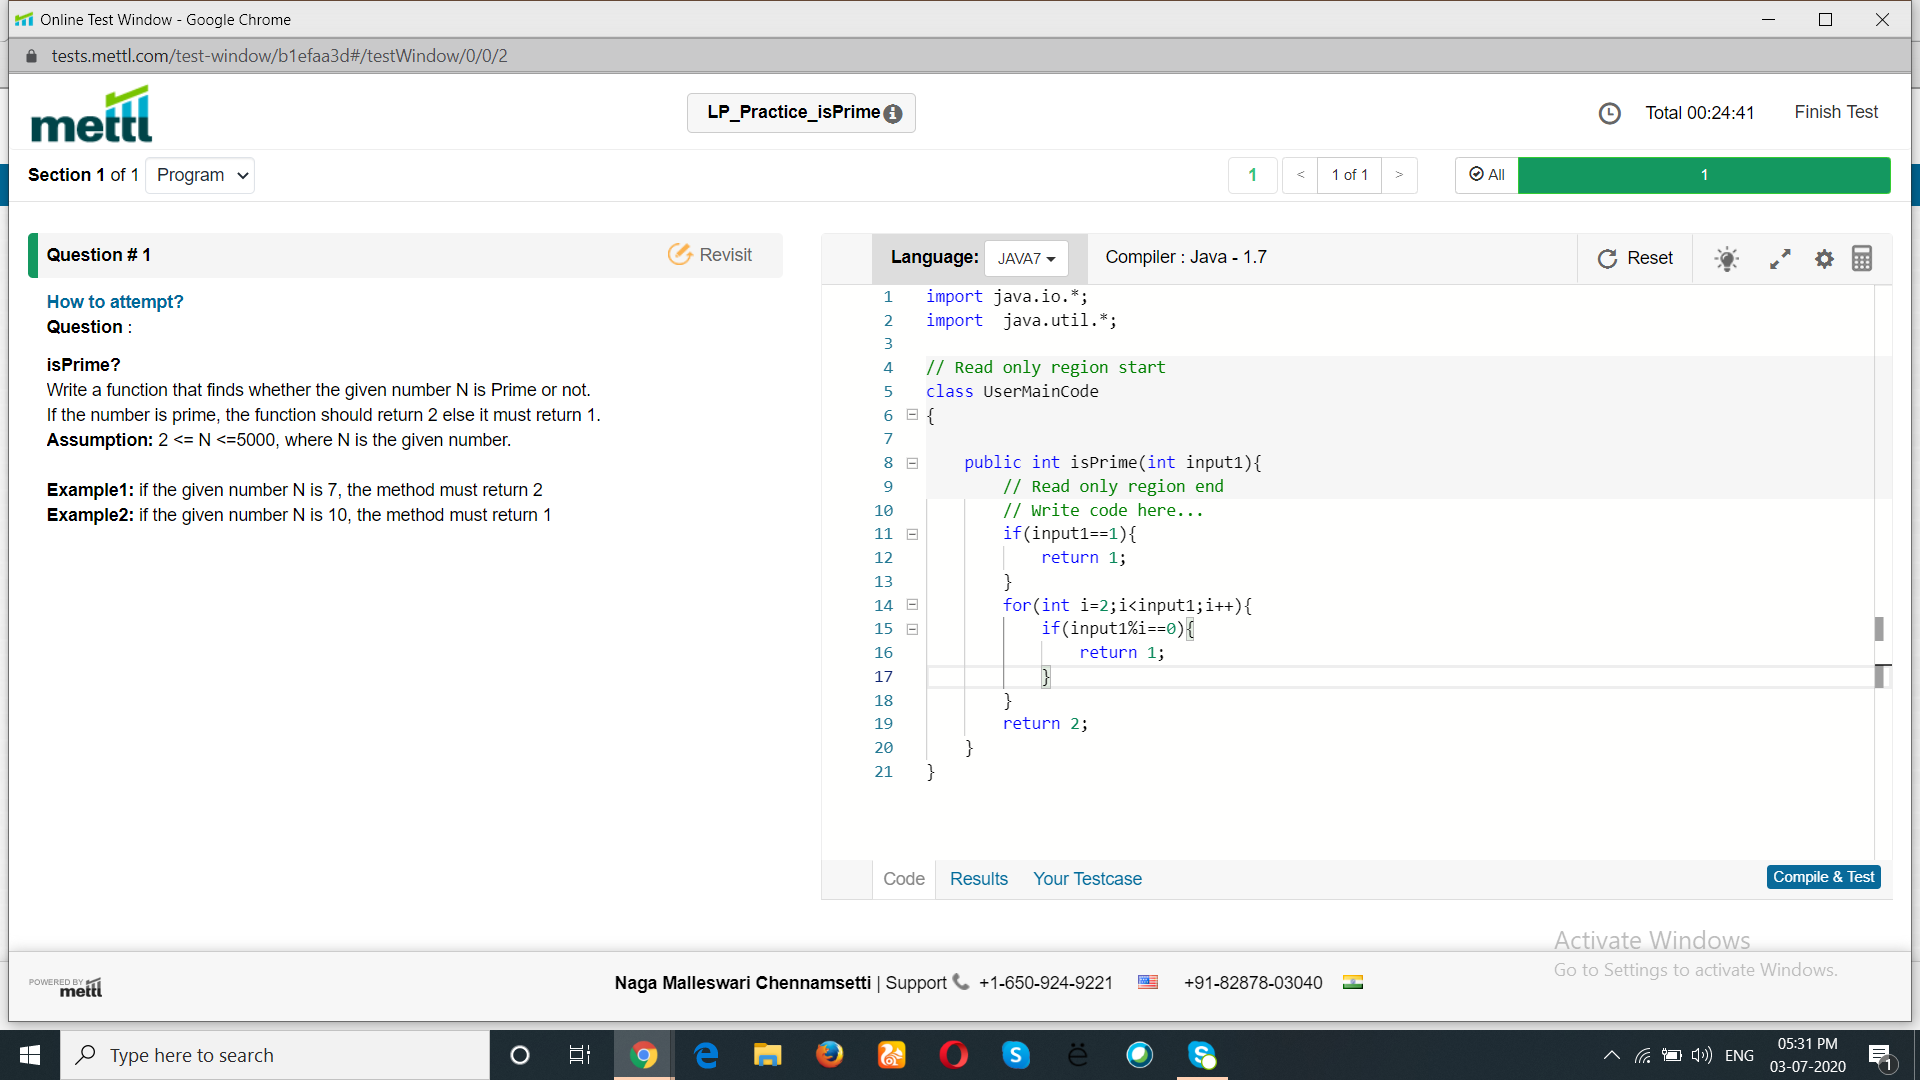 Online Test Window - Google Chrome
tests.mettl.com/test-window/b1efaa3d#/testWindow/0/0/2
mettl
LP_Practice_isPrime
Total 00:24:41
Finish Test
Section 1 of 1
Program
1
<
1 of 1
>
All
1
Question # 1
Revisit
How to attempt?
Question :
isPrime?
Write a function that finds whether the given number N is Prime or not.
If the number is prime, the function should return 2 else it must return 1.
Assumption: 2 <= N <=5000, where N is the given number.
Example1: if the given number N is 7, the method must return 2
Example2: if the given number N is 10, the method must return 1
Language: JAVA7
Compiler : Java - 1.7
Reset
1 import java.io.*;
2 import  java.util.*;
3
4 // Read only region start
5 class UserMainCode
6 {
7
8     public int isPrime(int input1){
9         // Read only region end
10         // Write code here...
11         if(input1==1){
12             return 1;
13         }
14         for(int i=2;i<input1;i++){
15             if(input1%i==0){
16                 return 1;
17             }
18         }
19         return 2;
20     }
21 }
Code
Results
Your Testcase
Compile & Test
Activate Windows
Go to Settings to activate Windows.
POWERED BY
mettl
Naga Malleswari Chennamsetti | Support +1-650-924-9221 +91-82878-03040
Type here to search
ENG
05:31 PM
03-07-2020
1